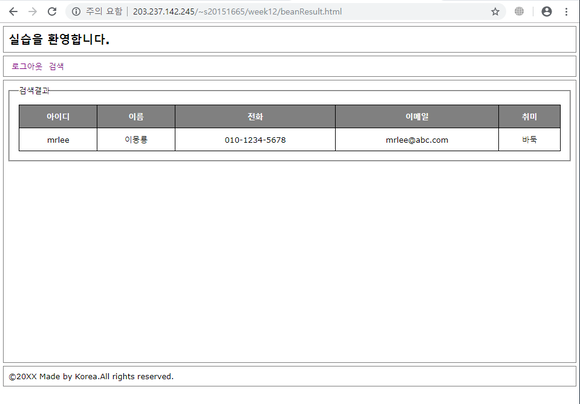 주의 요함 | 203.237.142.245/~s20151665/week12/beanResult.html
실습을 환영합니다.
로그아웃 검색
검색결과
아이디 이름 전화 이메일 취미
mrlee 이몽룡 010-1234-5678 mrlee@abc.com 바둑
©20XX Made by Korea.All rights reserved.